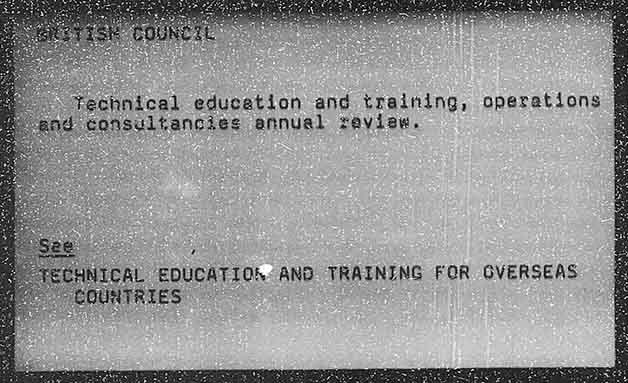 BRITISH COUNCIL
Technical education and training, operations
and consultancies annual review.
See
TECHNICAL EDUCATION AND TRAINING FOR OVERSEAS
COUNTRIES